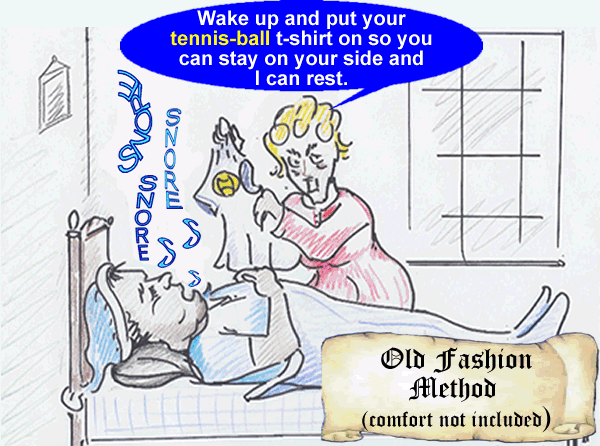 Wake up and put your
tennis-ball t-shirt on so you
can stay on your side and
I can rest.
SNORE
SNORE
SNORE
S
S
S
Old Fashion
Method
(comfort not included)